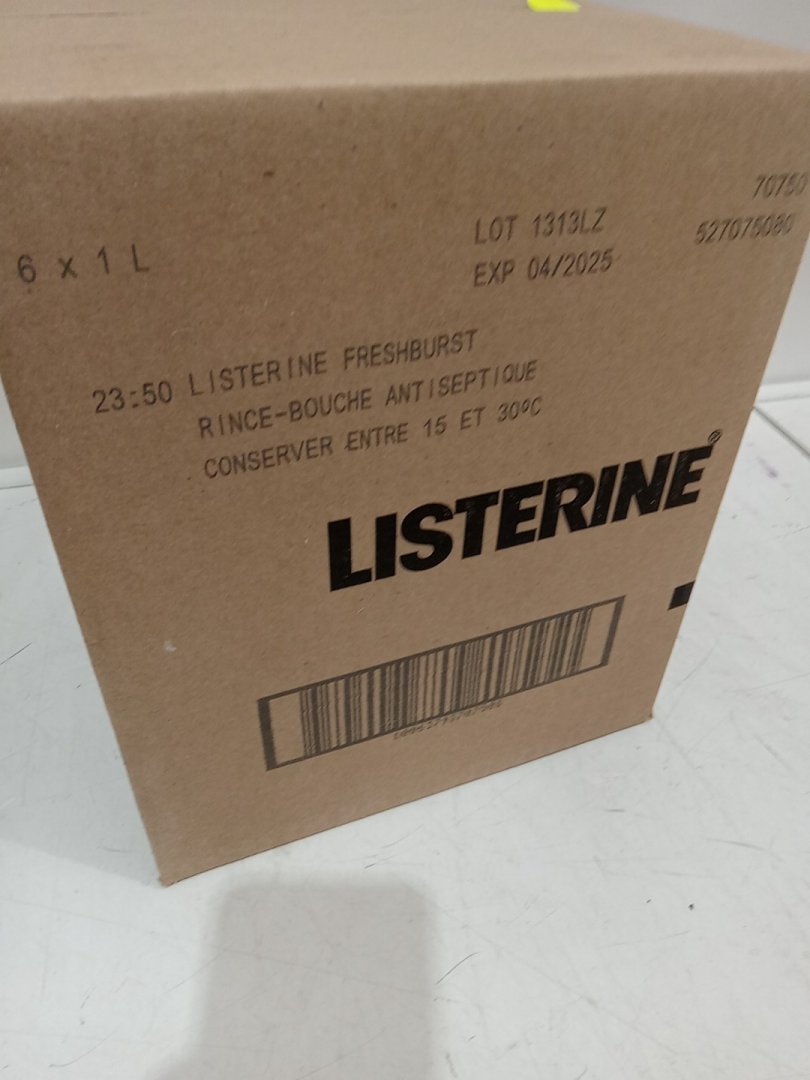 70750
LOT 1313LZ 527075080
6 x 1 L EXP 04/2025
23:50 LISTERINE FRESHBURST
RINCE-BOUCHE ANTISEPTIQUE
CONSERVER ENTRE 15 ET 30ºC
LISTERINE®